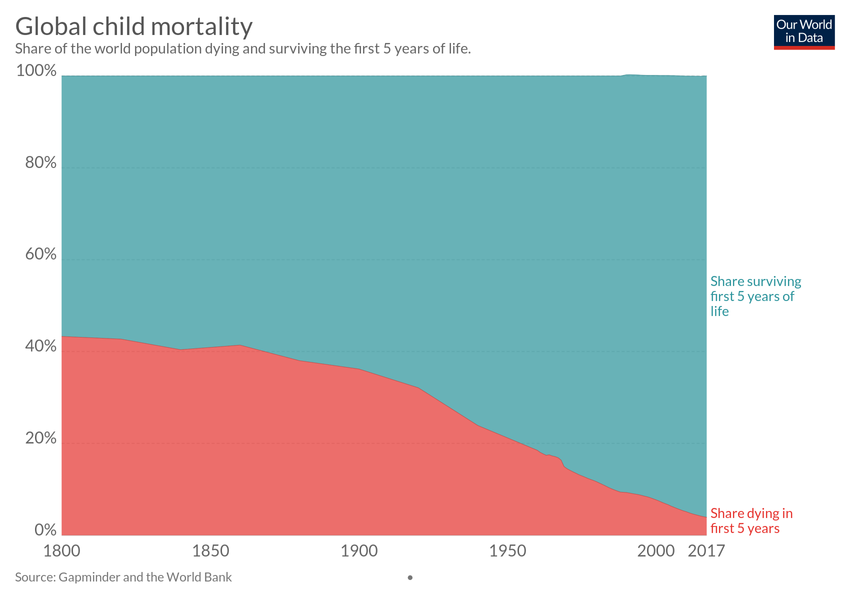 Global child mortality
Share of the world population dying and surviving the first 5 years of life.
Our World
in Data
100%
80%
60%
40%
20%
0%
Share surviving
first 5 years of
life
Share dying in
first 5 years
1800
1850
1900
1950
2000
2017
Source: Gapminder and the World Bank